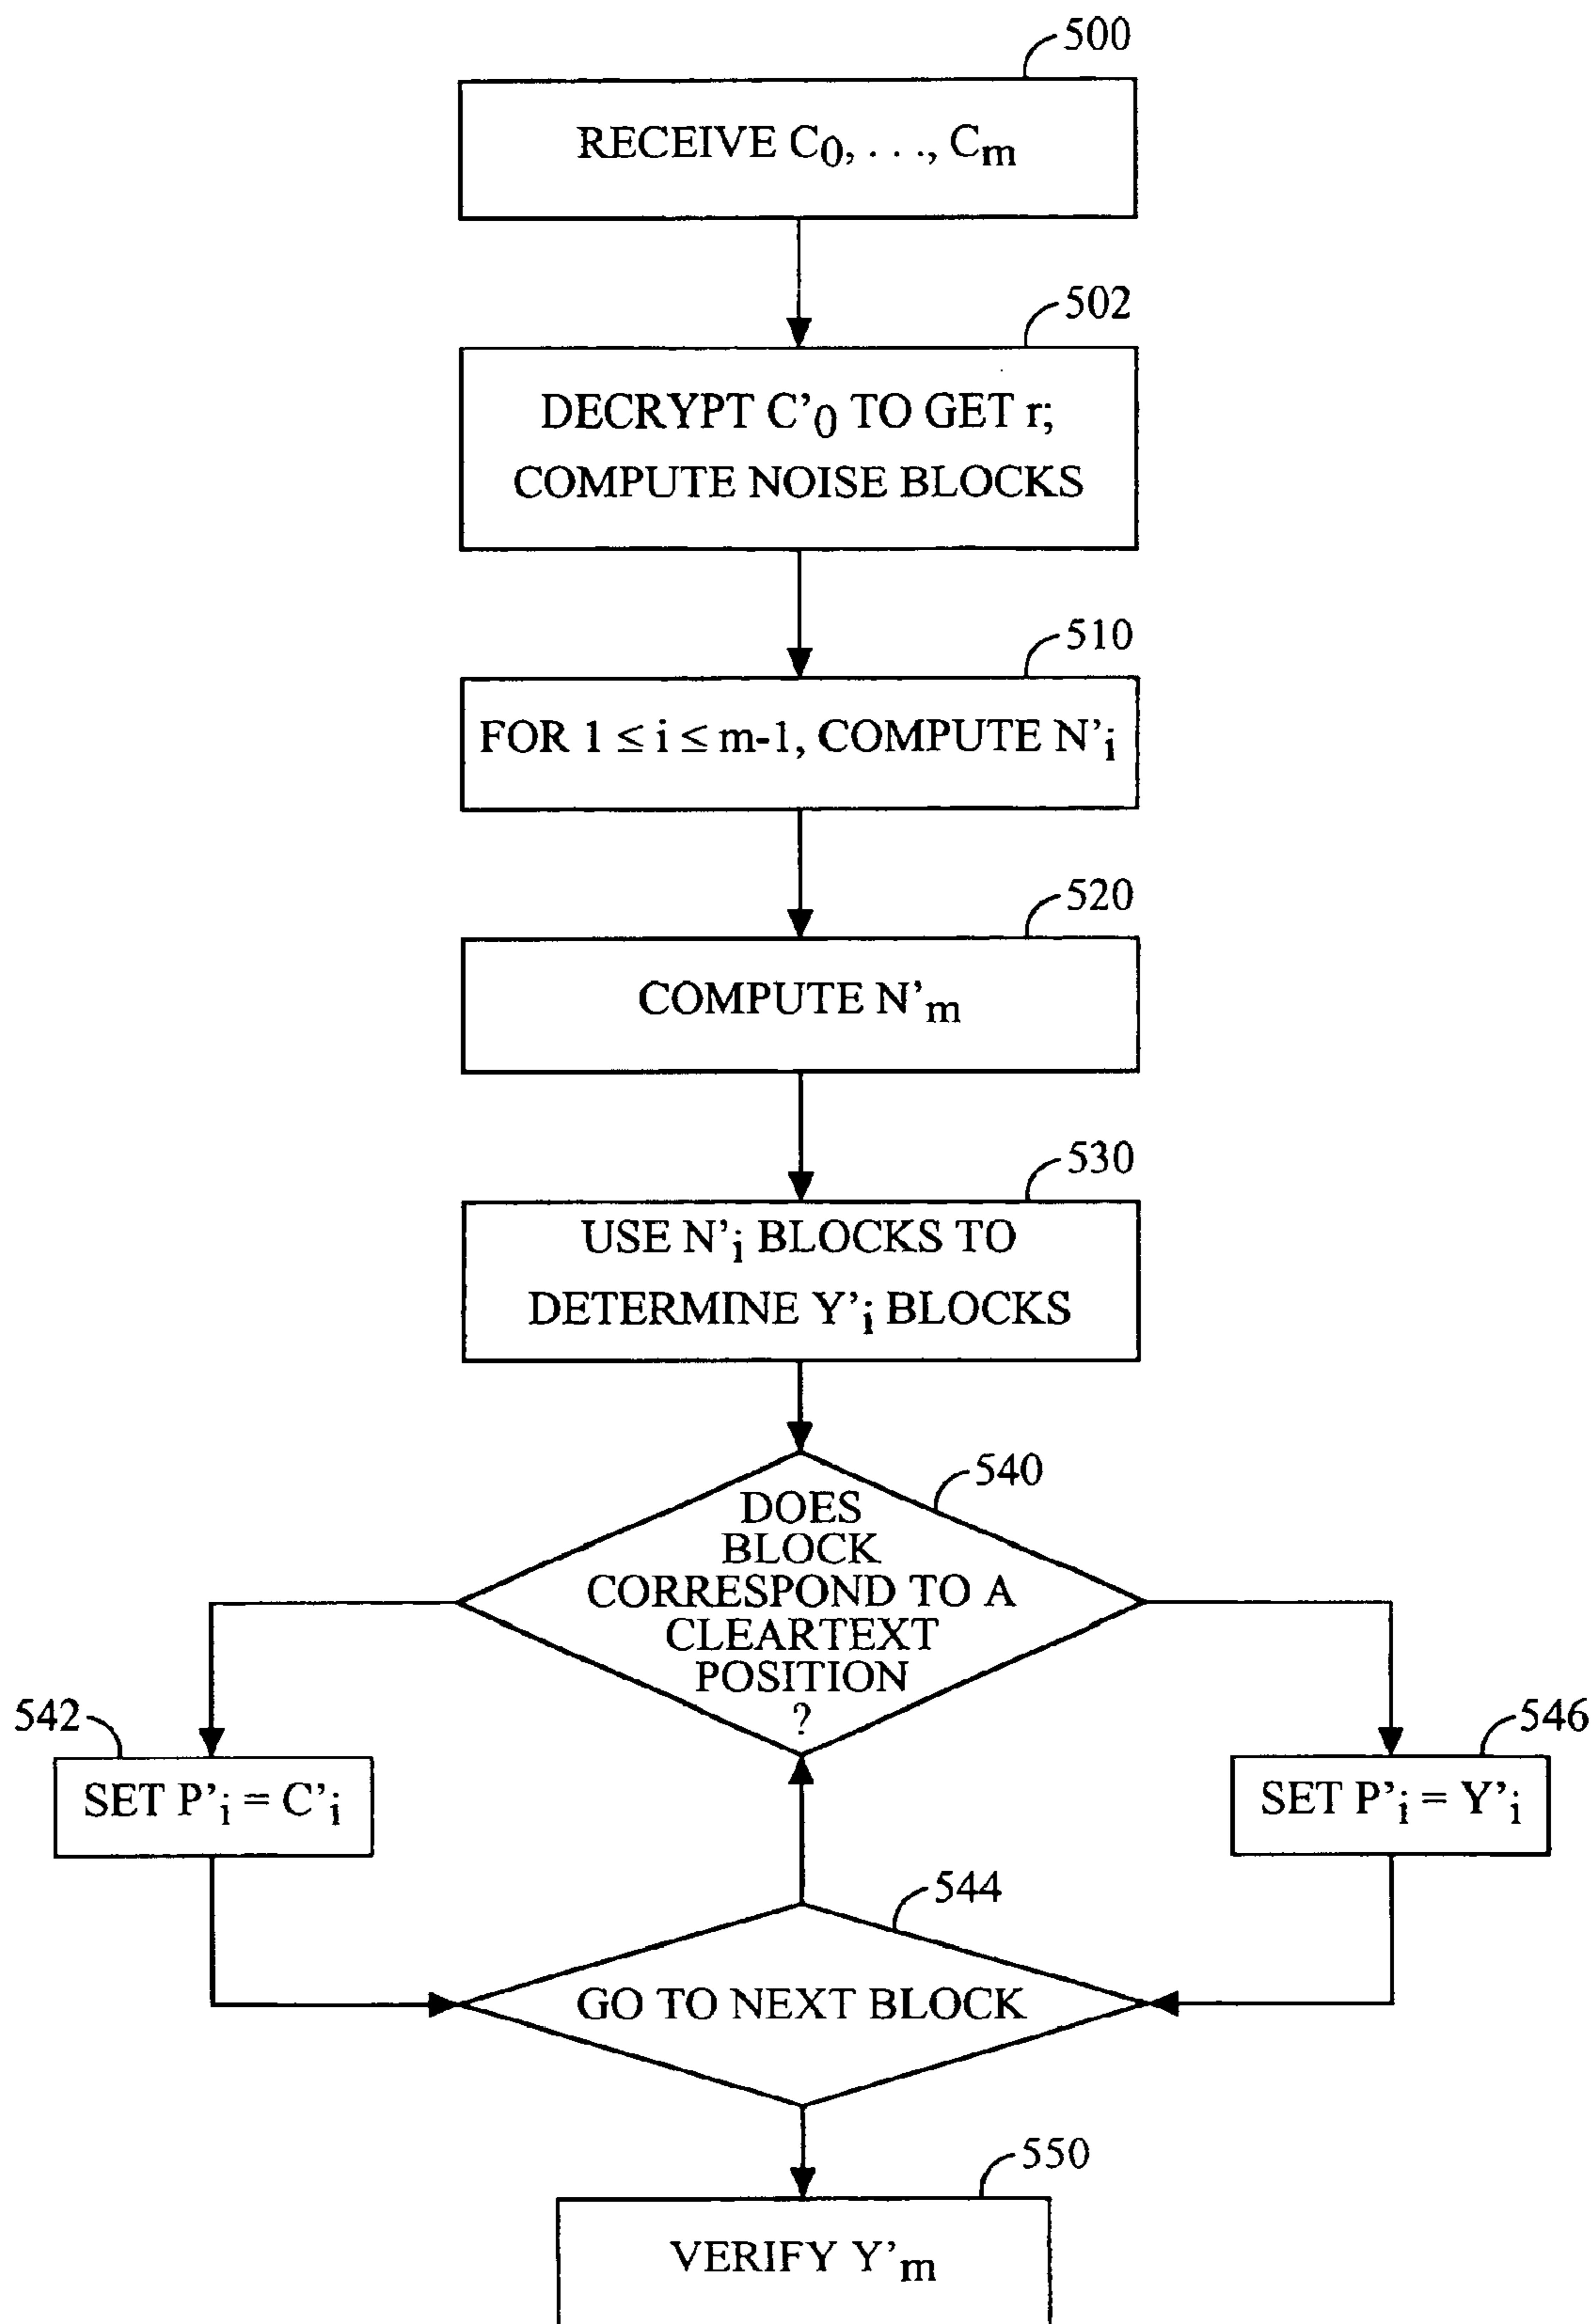 500
RECEIVE C0, . . ., Cm
502
DECRYPT C'0 TO GET r;
COMPUTE NOISE BLOCKS
510
FOR 1 ≤ i ≤ m-1, COMPUTE N'i
520
COMPUTE N'm
530
USE N'i BLOCKS TO
DETERMINE Y'i BLOCKS
540
DOES
BLOCK
CORRESPOND TO A
CLEARTEXT
POSITION
?
542
SET P'i = C'i
546
SET P'i = Y'i
544
GO TO NEXT BLOCK
550
VERIFY Y'm